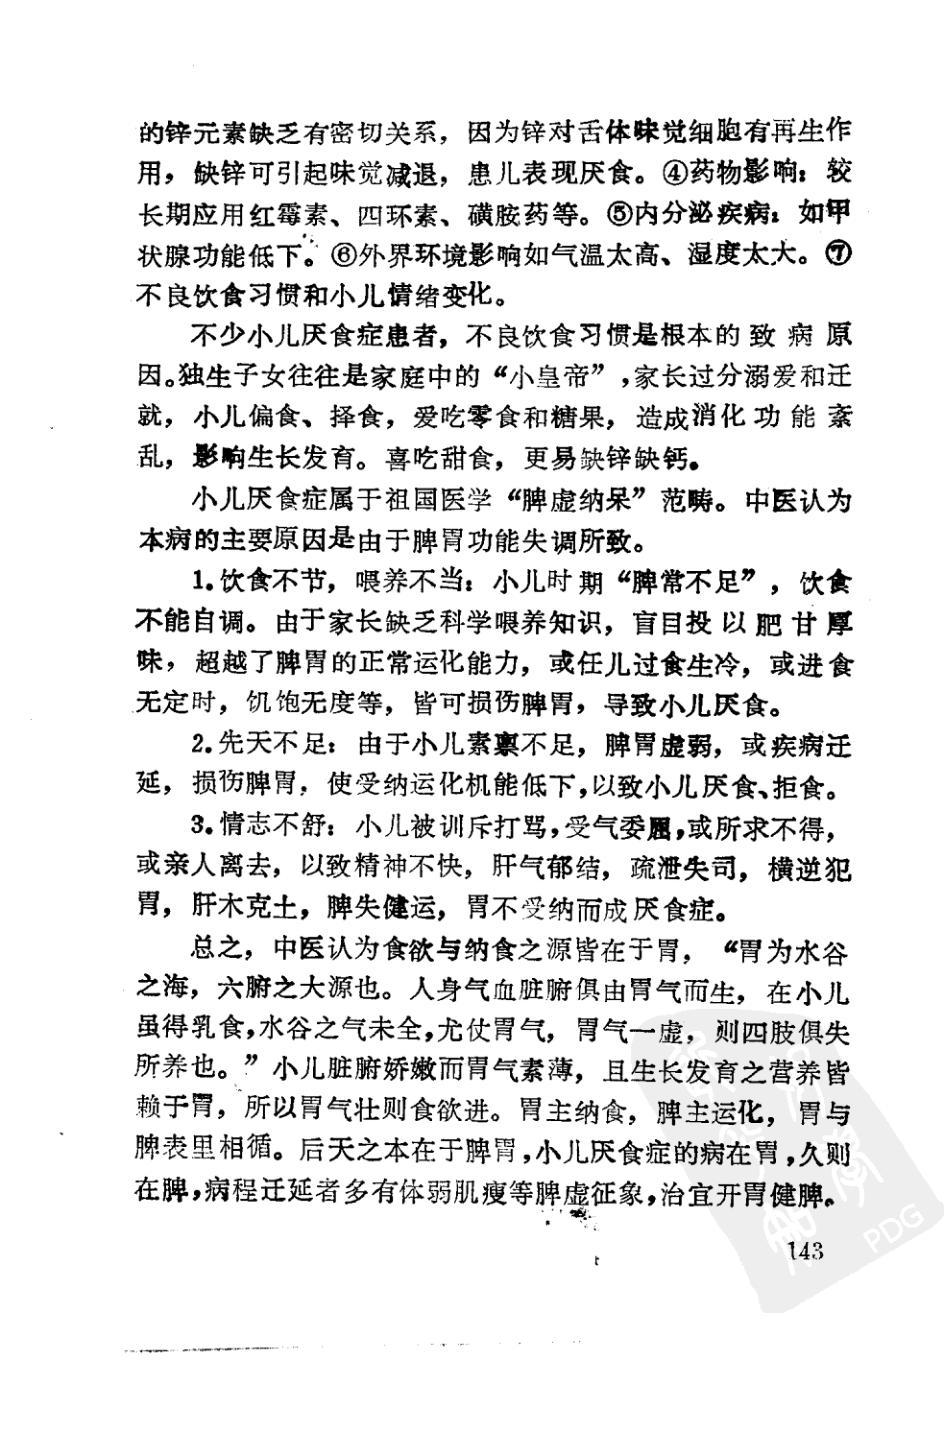 的锌元素缺乏有密切关系，因为锌对舌体味觉细胞有再生作
用，缺锌可引起味觉减退，患儿表现厌食。④药物影响：较
长期应用红霉素、四环素、磺胺药等。⑤内分泌疾病：如甲
状腺功能低下。⑥外界环境影响如气温太高、湿度太大。⑦
不良饮食习惯和小儿情绪变化。
不少小儿厌食症患者，不良饮食习惯是根本的致病原
因。独生子女往往是家庭中的“小皇帝”，家长过分溺爱和迁
就，小儿偏食、择食，爱吃零食和糖果，造成消化功能紊
乱，影响生长发育。喜吃甜食，更易缺锌缺钙。
小儿厌食症属于祖国医学“脾虚纳呆”范畴。中医认为
本病的主要原因是由于脾胃功能失调所致。
1.饮食不节，喂养不当：小儿时期“脾常不足”，饮食
不能自调。由于家长缺乏科学喂养知识，盲目投以肥甘厚
味，超越了脾胃的正常运化能力，或任儿过食生冷，或进食
无定时，饥饱无度等，皆可损伤脾胃，导致小儿厌食。
2.先天不足：由于小儿素禀不足，脾胃虚弱，或疾病迁
延，损伤脾胃，使受纳运化机能低下，以致小儿厌食、拒食。
3.情志不舒：小儿被训斥打骂，受气委屈，或所求不得，
或亲人离去，以致精神不快，肝气郁结，疏泄失司，横逆犯
胃，肝木克土，脾失健运，胃不受纳而成厌食症。
总之，中医认为食欲与纳食之源皆在于胃，“胃为水谷
之海，六腑之大源也。人身气血脏腑俱由胃气而生，在小儿
虽得乳食，水谷之气未全，尤仗胃气，胃气一虚，则四肢俱失
所养也。”小儿脏腑娇嫩而胃气素薄，且生长发育之营养皆
赖于胃，所以胃气壮则食欲进。胃主纳食，脾主运化，胃与
脾表里相循。后天之本在于脾胃，小儿厌食症的病在胃，久则
在脾，病程迁延者多有体弱肌瘦等脾虚征象，治宜开胃健脾。
143
PDG